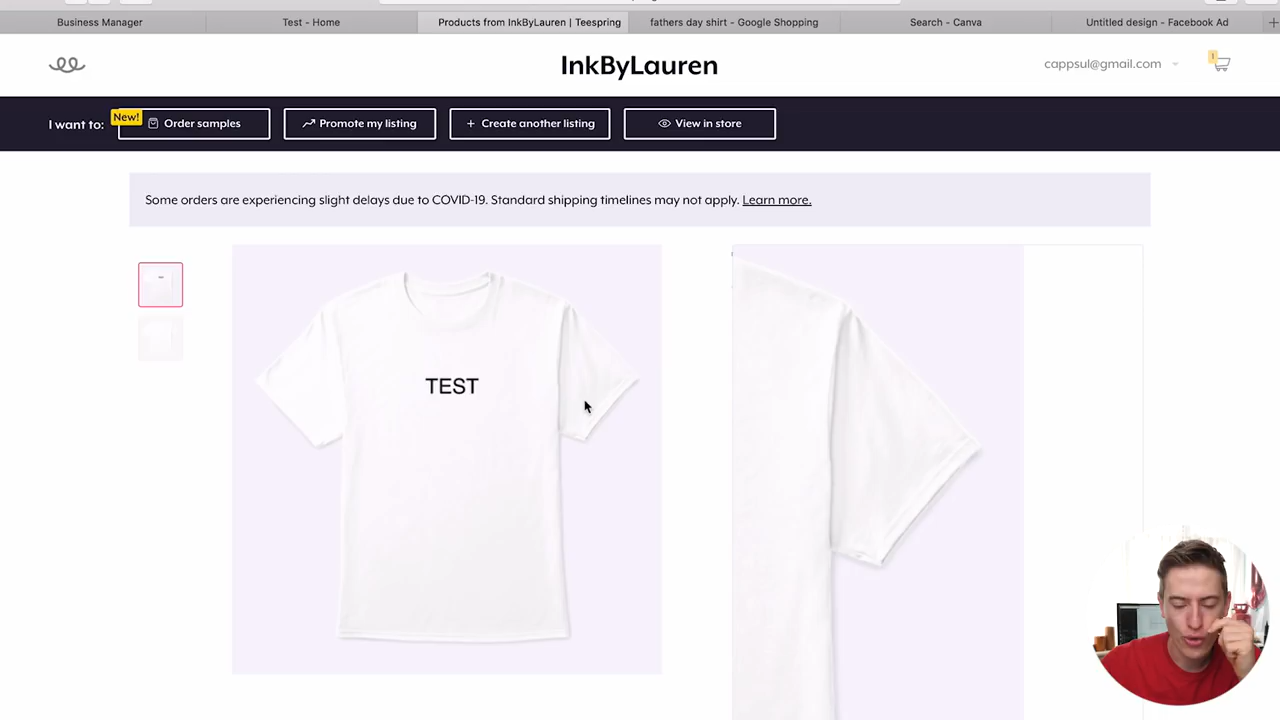 Business Manager
Test - Home
Products from InkByLauren | Teespring
fathers day shirt - Google Shopping
Search - Canva
Untitled design - Facebook Ad
InkByLauren
cappsul@gmail.com
1
I want to:
New!
Order samples
Promote my listing
+ Create another listing
View in store
Some orders are experiencing slight delays due to COVID-19. Standard shipping timelines may not apply. Learn more.
TEST